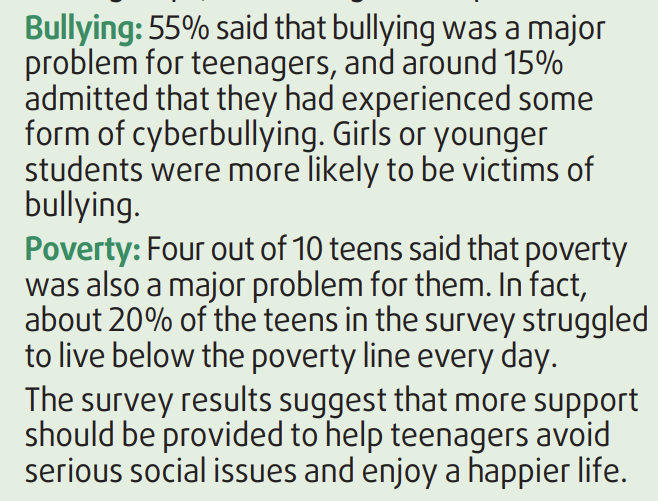 Bullying: 55% said that bullying was a major
problem for teenagers, and around 15%
admitted that they had experienced some
form of cyberbullying. Girls or younger
students were more likely to be victims of
bullying.
Poverty: Four out of 10 teens said that poverty
was also a major problem for them. In fact,
about 20% of the teens in the survey struggled
to live below the poverty line every day.
The survey results suggest that more support
should be provided to help teenagers avoid
serious social issues and enjoy a happier life.